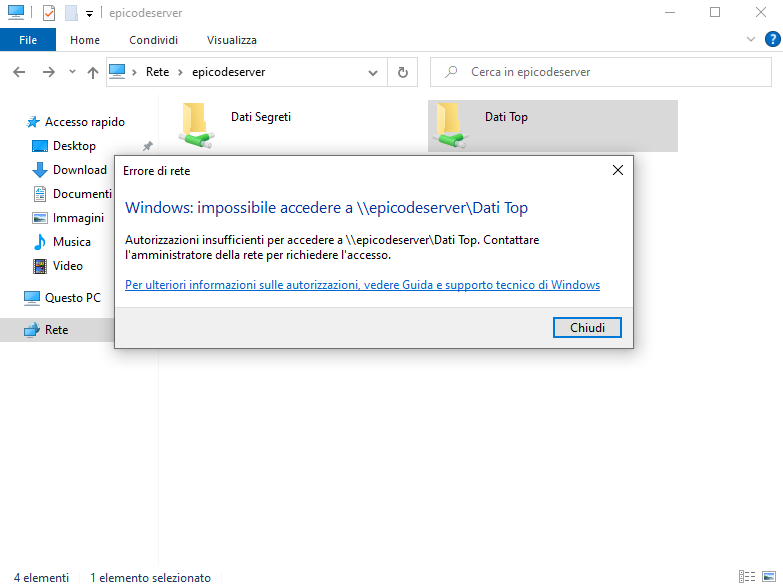 epicodeserver
File Home Condividi Visualizza
Rete epicodeserver Cerca in epicodeserver
Accesso rapido
Desktop
Download
Documenti
Immagini
Musica
Video
Questo PC
Rete
Dati Segreti Dati Top
Errore di rete
Windows: impossibile accedere a \\epicodeserver\Dati Top
Autorizzazioni insufficienti per accedere a \\epicodeserver\Dati Top. Contattare
l'amministratore della rete per richiedere l'accesso.
Per ulteriori informazioni sulle autorizzazioni, vedere Guida e supporto tecnico di Windows
Chiudi
4 elementi 1 elemento selezionato